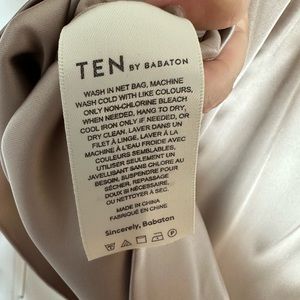 TEN BY BABATON
WASH IN NET BAG, MACHINE
WASH COLD WITH LIKE COLOURS,
ONLY NON-CHLORINE BLEACH
WHEN NEEDED, HANG TO DRY,
COOL IRON ONLY IF NEEDED, OR
DRY CLEAN. LAVER DANS UN
FILET À LINGE. LAVER À LA
MACHINE À L'EAU FROIDE AVEC
COULEURS SEMBLABLES,
UTILISER SEULEMENT UN
JAVELLISANT SANS CHLORE AU
BESOIN, SUSPENDRE POUR
SÉCHER, REPASSAGE
DOUX SI NÉCESSAIRE,
OU NETTOYER À SEC.
MADE IN CHINA
FABRIQUÉ EN CHINE
Sincerely, Babaton
P